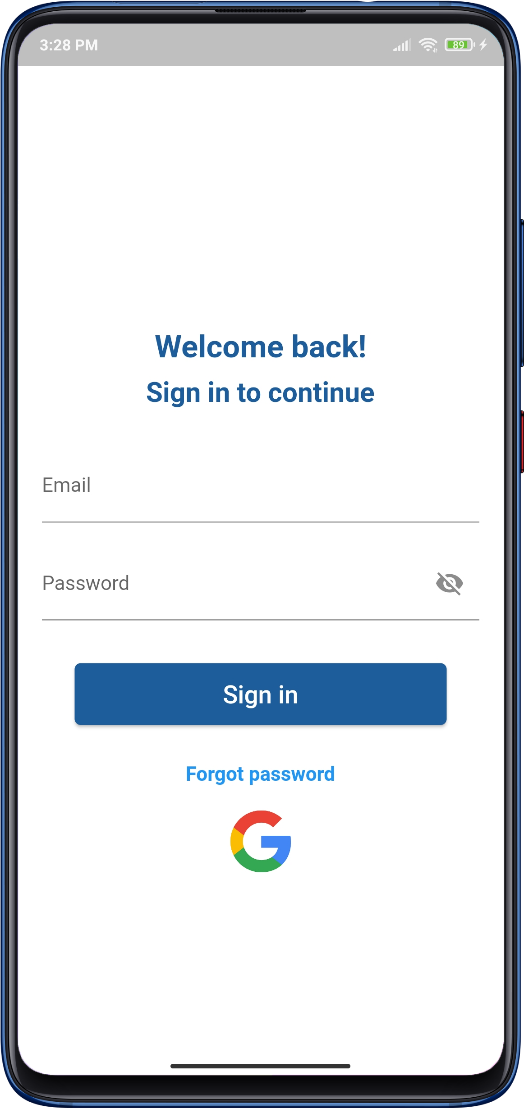 3:28 PM
89
Welcome back!
Sign in to continue
Email
Password
Sign in
Forgot password
G